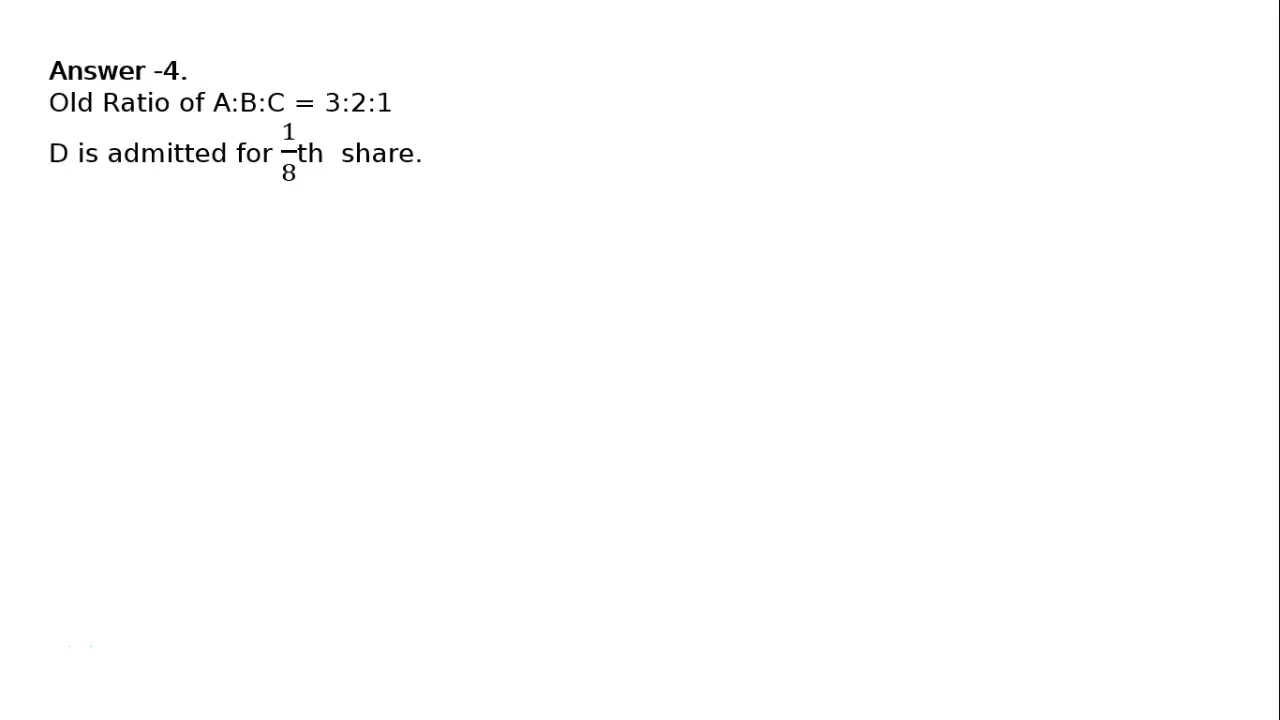 Answer -4.
Old Ratio of A:B:C = 3:2:1
D is admitted for 1/8th share.